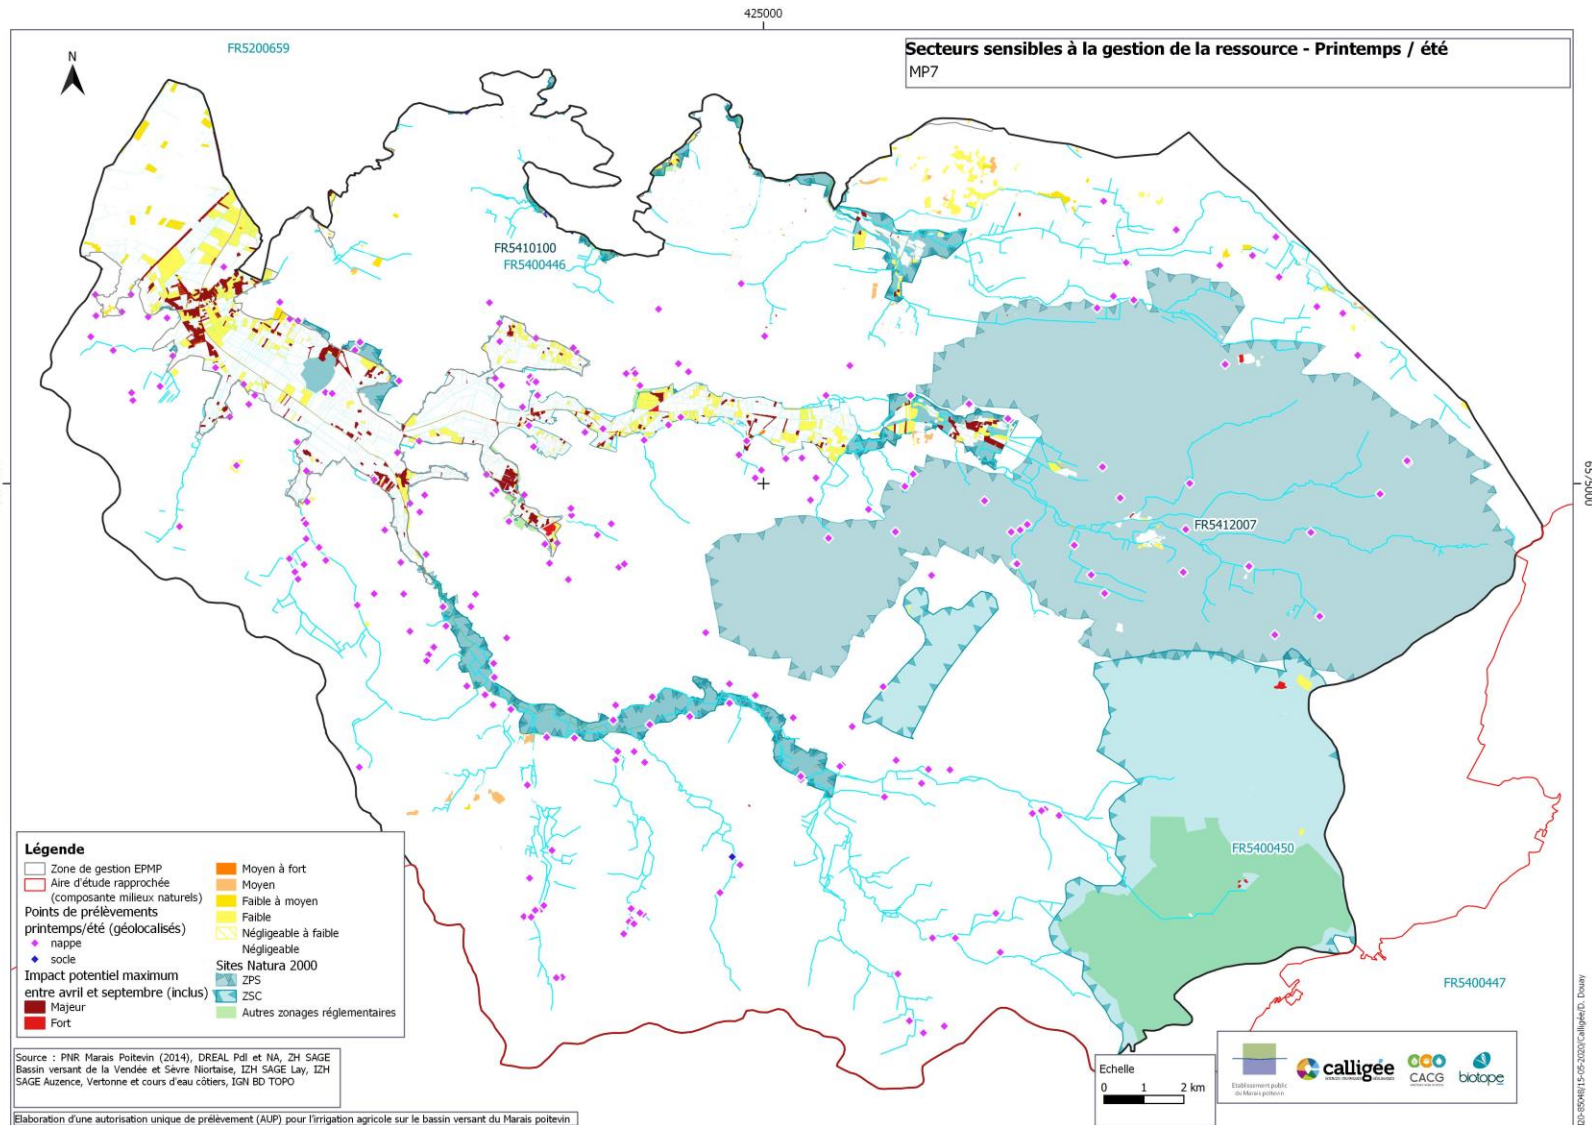 425000
FR5200659
Secteurs sensibles à la gestion de la ressource - Printemps / été
MP7
N
FR5410100
FR5400446
FR5412007
FR5400450
FR5400447
Légende
Zone de gestion EPMP
Aire d'étude rapprochée
(composante milieux naturels)
Points de prélèvements
printemps/été (géolocalisés)
nappe
socle
Impact potentiel maximum
entre avril et septembre (inclus)
Majeur
Fort
Moyen à fort
Moyen
Faible à moyen
Faible
Négligeable à faible
Négligeable
Sites Natura 2000
ZPS
ZSC
Autres zonages réglementaires
Source : PNR Marais Poitevin (2014), DREAL Pdl et NA, ZH SAGE
Bassin versant de la Vendée et Sèvre Niortaise, IZH SAGE Lay, IZH
SAGE Auzence, Vertonne et cours d'eau côtiers, IGN BD TOPO
Elaboration d'une autorisation unique de prélèvement (AUP) pour l'irrigation agricole sur le bassin versant du Marais poitevin
Echelle
0 1 2 km
Etablissement public
du Marais poitevin
calligée
CACG
biotope